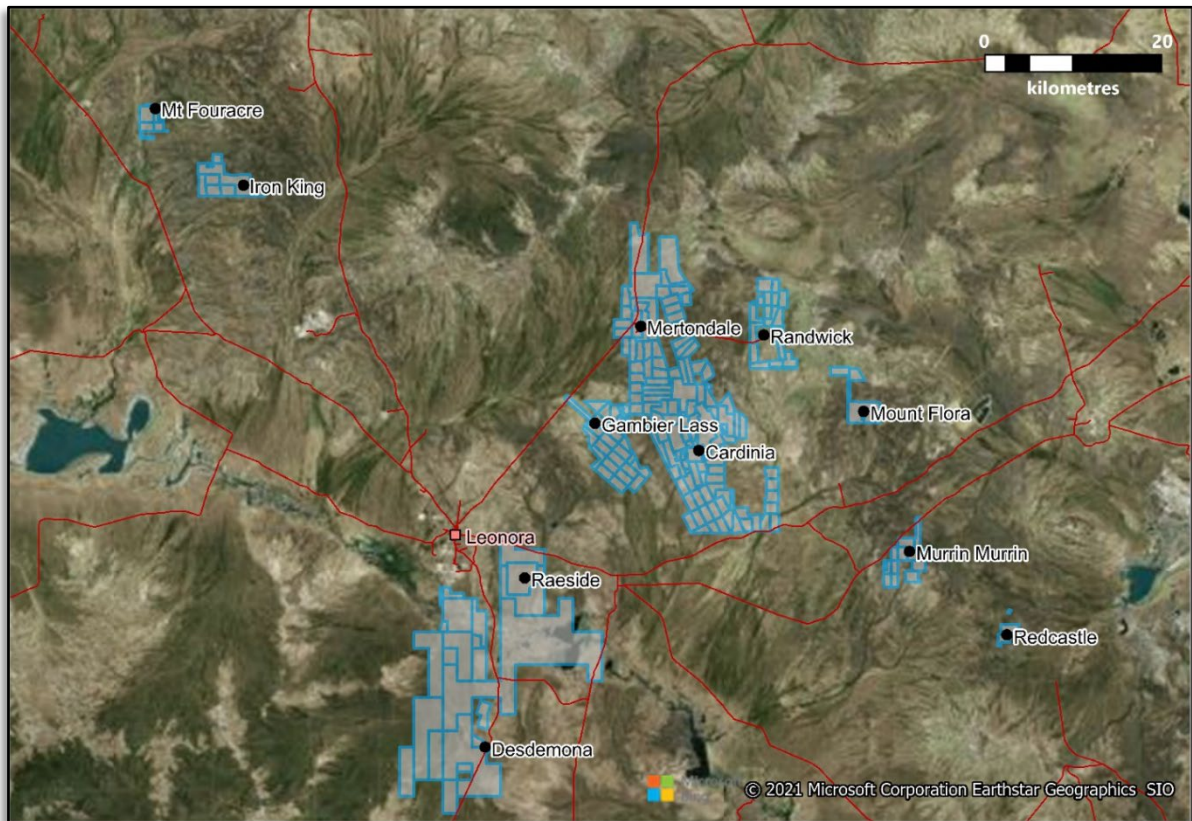 0 20
kilometres
Mt Fouracre
Iron King
Mertondale
Randwick
Mount Flora
Gambier Lass
Cardinia
Leonora
Murrin Murrin
Raeside
Redcastle
Desdemona
© 2021 Microsoft Corporation Earthstar Geographics SIO